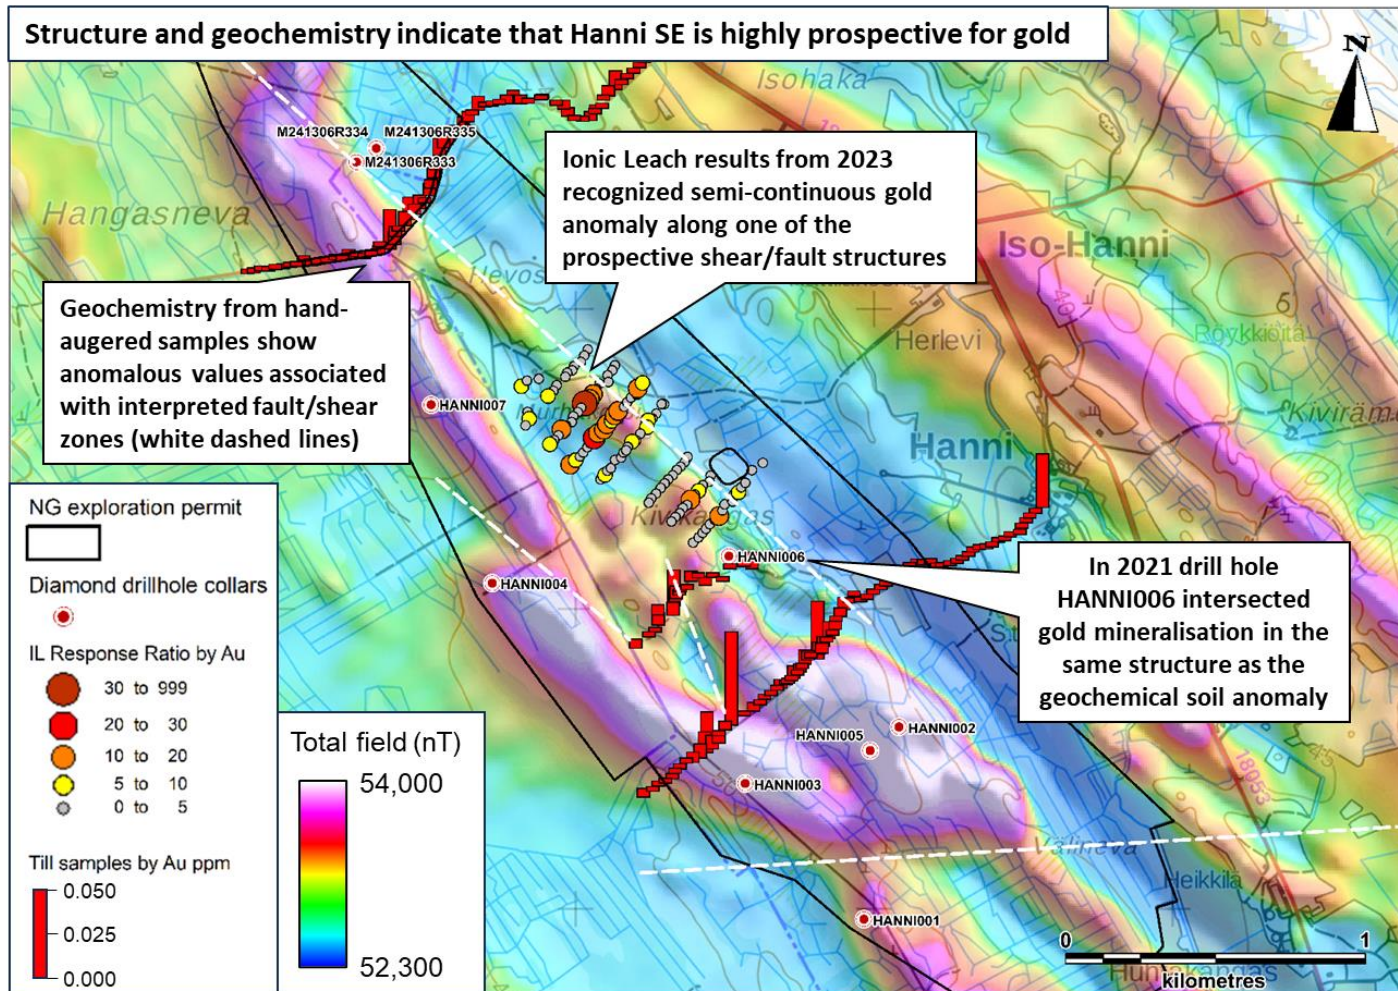 Structure and geochemistry indicate that Hanni SE is highly prospective for gold
N
Isohaka
M241306R334
M241306R335
M241306R333
Hangasneva
Ionic Leach results from 2023
recognized semi-continuous gold
anomaly along one of the
prospective shear/fault structures
Iso-Hanni
Geochemistry from hand-
augered samples show
anomalous values associated
with interpreted fault/shear
zones (white dashed lines)
Herlevi
Röykkiöitä
HANNI007
Hanni
Kivikangas
HANNI006
HANNI004
In 2021 drill hole
HANNI006 intersected
gold mineralisation in the
same structure as the
geochemical soil anomaly
NG exploration permit
Diamond drillhole collars
IL Response Ratio by Au
30 to 999
20 to 30
10 to 20
5 to 10
0 to 5
Till samples by Au ppm
0.050
0.025
0.000
Total field (nT)
54,000
52,300
HANNI002
HANNI005
HANNI003
18053
Välineva
Heikkilä
HANNI001
0 1
kilometres